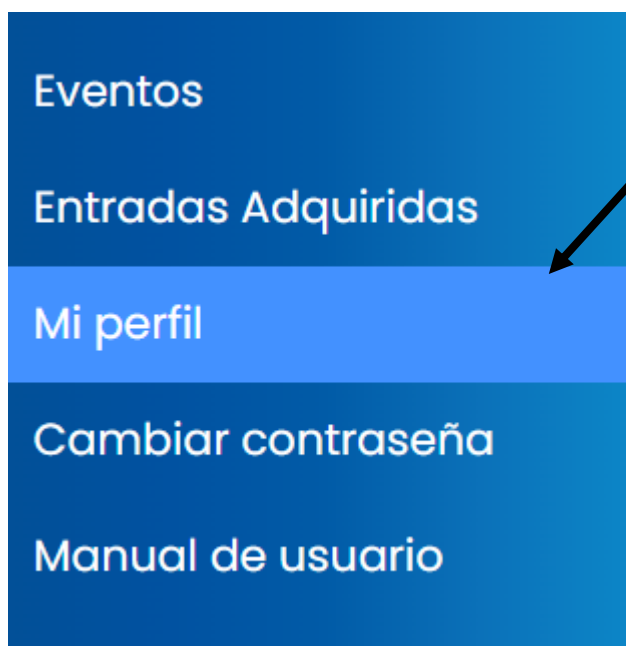 Eventos
Entradas Adquiridas
Mi perfil
Cambiar contraseña
Manual de usuario